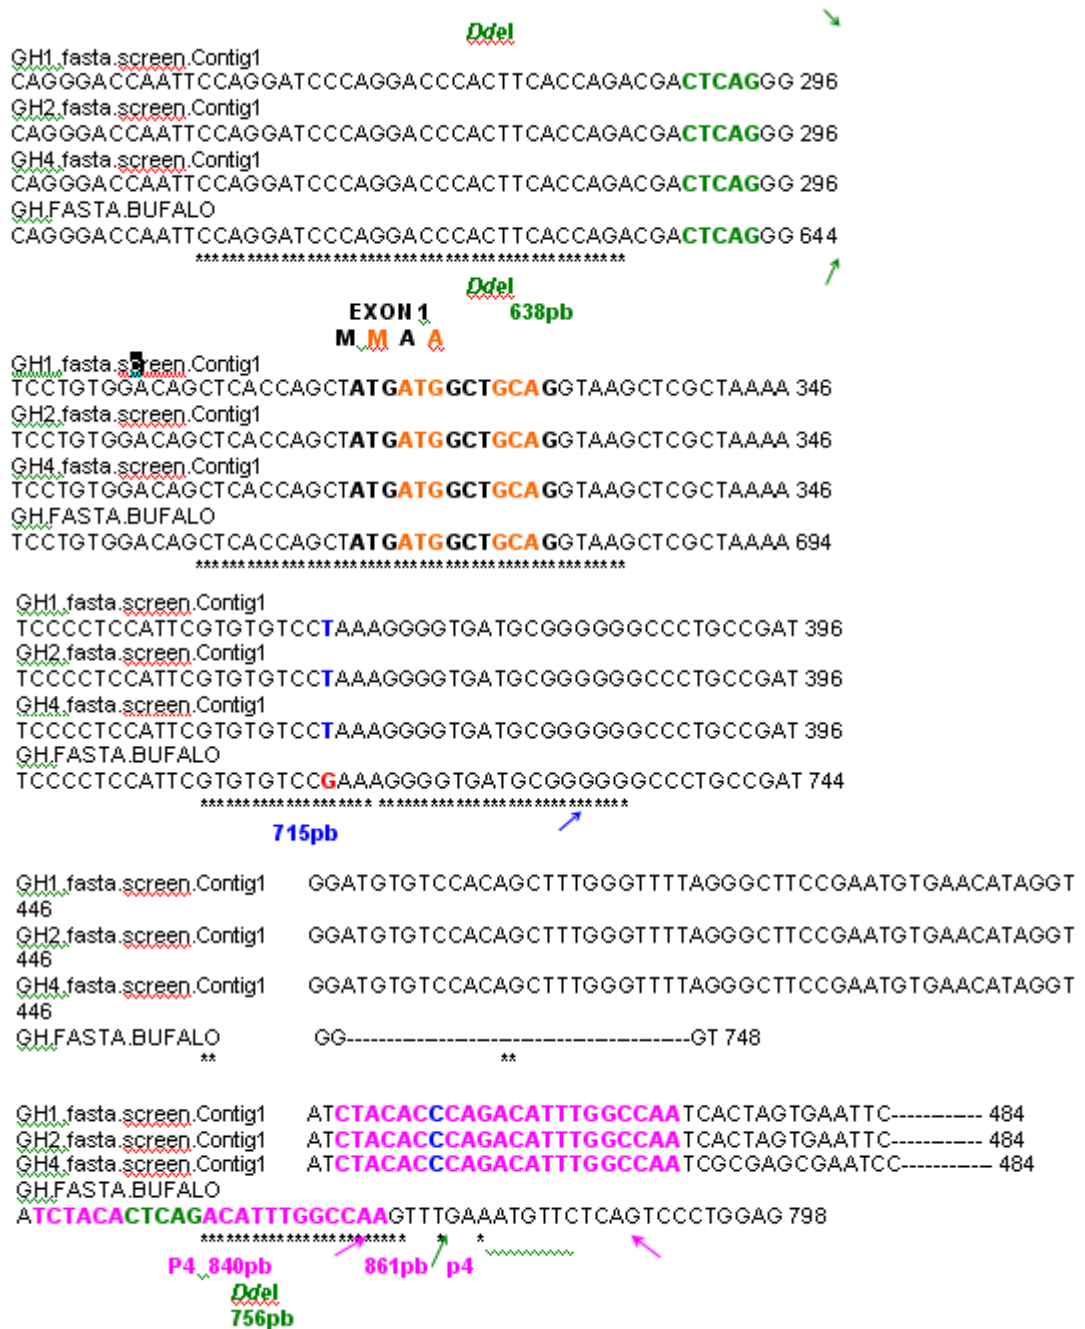 DdeI
GH1.fasta.screen.Contig1
CAGGGACCAATTCCAGGATCCCAGGACCCACTTCACCAGACGACTCAGGG 296
GH2.fasta.screen.Contig1
CAGGGACCAATTCCAGGATCCCAGGACCCACTTCACCAGACGACTCAGGG 296
GH4.fasta.screen.Contig1
CAGGGACCAATTCCAGGATCCCAGGACCCACTTCACCAGACGACTCAGGG 296
GH.FASTA.BUFALO
CAGGGACCAATTCCAGGATCCCAGGACCCACTTCACCAGACGACTCAGGG 644
**************************************************
DdeI
EXON 1 638pb
M M A A
GH1.fasta.screen.Contig1
TCCTGTGGACAGCTCACCAGCTATGATGGCTGCAGGTAAGCTCGCTAAAA 346
GH2.fasta.screen.Contig1
TCCTGTGGACAGCTCACCAGCTATGATGGCTGCAGGTAAGCTCGCTAAAA 346
GH4.fasta.screen.Contig1
TCCTGTGGACAGCTCACCAGCTATGATGGCTGCAGGTAAGCTCGCTAAAA 346
GH.FASTA.BUFALO
TCCTGTGGACAGCTCACCAGCTATGATGGCTGCAGGTAAGCTCGCTAAAA 694
**************************************************
GH1.fasta.screen.Contig1
TCCCCTCCATTCGTGTGTCCTAAAGGGGTGATGCGGGGGGCCCTGCCGAT 396
GH2.fasta.screen.Contig1
TCCCCTCCATTCGTGTGTCCTAAAGGGGTGATGCGGGGGGCCCTGCCGAT 396
GH4.fasta.screen.Contig1
TCCCCTCCATTCGTGTGTCCTAAAGGGGTGATGCGGGGGGCCCTGCCGAT 396
GH.FASTA.BUFALO
TCCCCTCCATTCGTGTGTCCGAAAGGGGTGATGCGGGGGGCCCTGCCGAT 744
******************** *****************************
715pb
GH1.fasta.screen.Contig1 GGATGTGTCCACAGCTTTGGGTTTTAGGGCTTCCGAATGTGAACATAGGT
446
GH2.fasta.screen.Contig1 GGATGTGTCCACAGCTTTGGGTTTTAGGGCTTCCGAATGTGAACATAGGT
446
GH4.fasta.screen.Contig1 GGATGTGTCCACAGCTTTGGGTTTTAGGGCTTCCGAATGTGAACATAGGT
446
GH.FASTA.BUFALO GG----------------------------------------------GT 748
** **
GH1.fasta.screen.Contig1 ATCTACACCCAGACATTTGGCCAATCACTAGTGAATTC------------ 484
GH2.fasta.screen.Contig1 ATCTACACCCAGACATTTGGCCAATCACTAGTGAATTC------------ 484
GH4.fasta.screen.Contig1 ATCTACACCCAGACATTTGGCCAATCGCGAGCGAATCC------------ 484
GH.FASTA.BUFALO
ATCTACACTCAGACATTTGGCCAAGTTTGAAATGTTCTCAGTCCCTGGAG 798
************************ * *
P4 840pb 861pb p4
DdeI
756pb